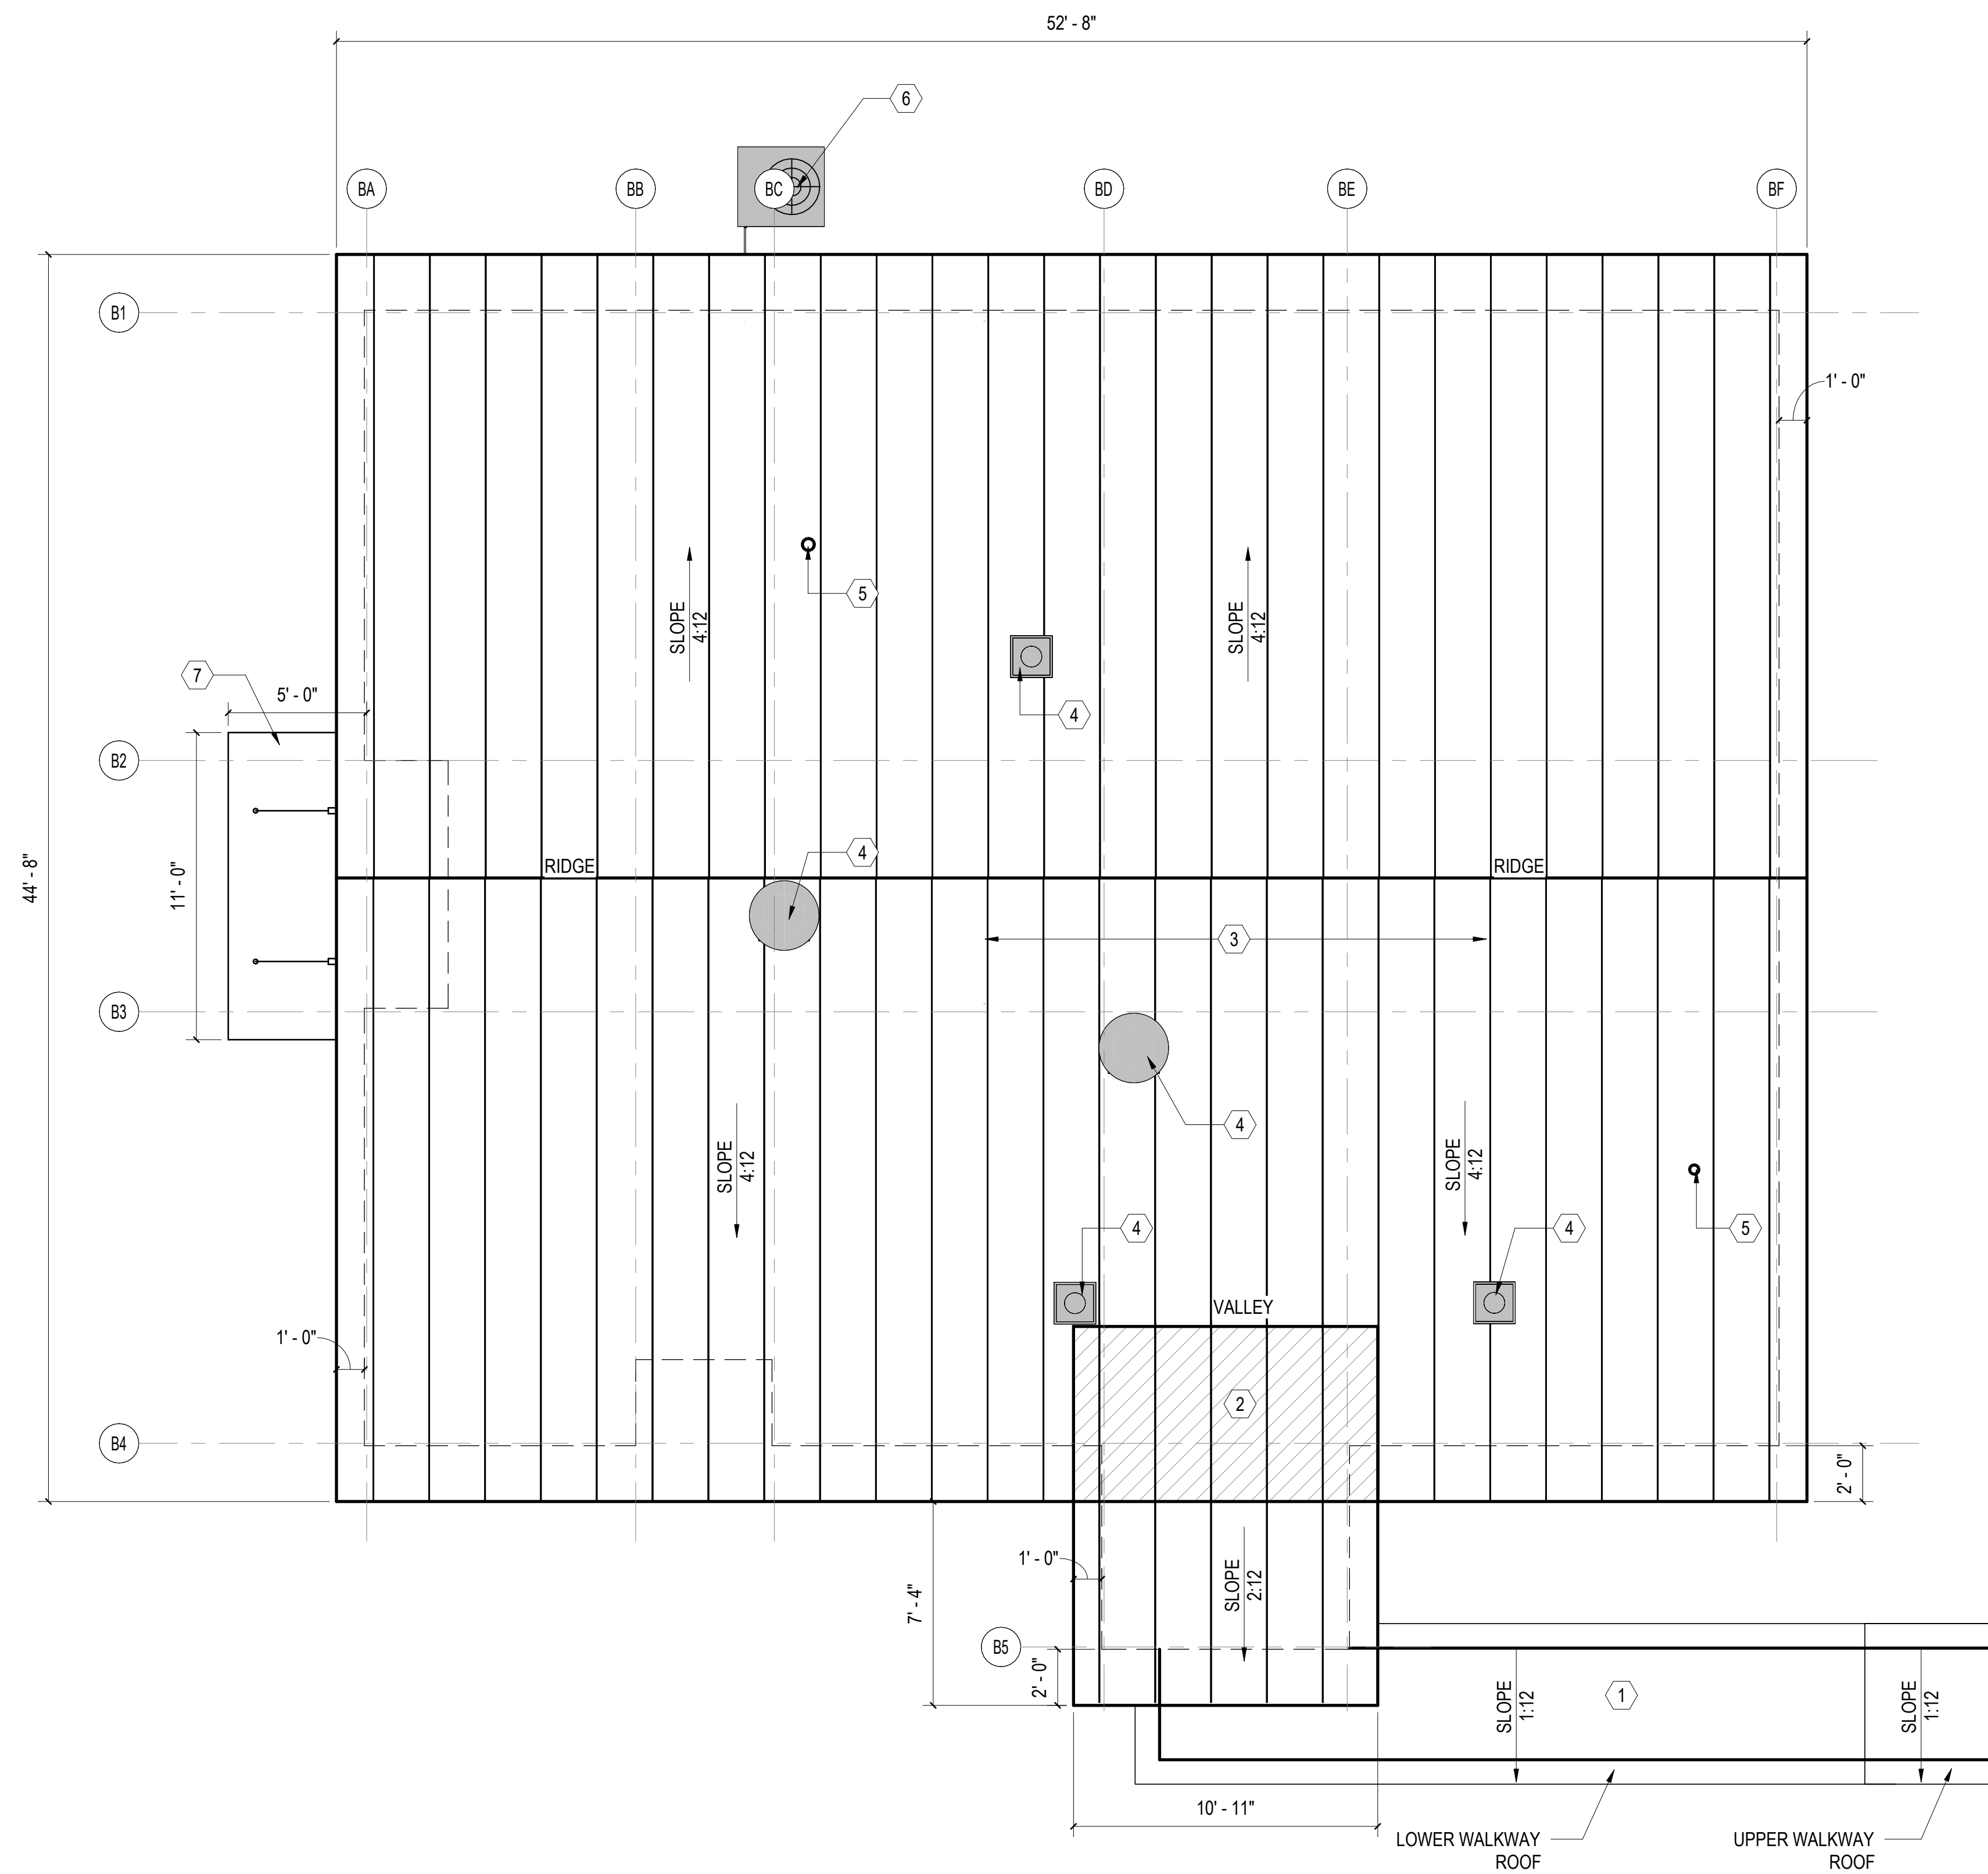 52' - 8"
6
BA
BB
BC
BD
BE
BF
B1
1' - 0"
5
SLOPE
4:12
SLOPE
4:12
7
5' - 0"
4
B2
44' - 8"
11' - 0"
4
RIDGE
RIDGE
3
B3
4
SLOPE
4:12
SLOPE
4:12
4
4
5
VALLEY
1' - 0"
2
B4
2' - 0"
1' - 0"
SLOPE
2:12
7' - 4"
B5
2' - 0"
SLOPE
1:12
1
SLOPE
1:12
10' - 11"
LOWER WALKWAY
ROOF
UPPER WALKWAY
ROOF